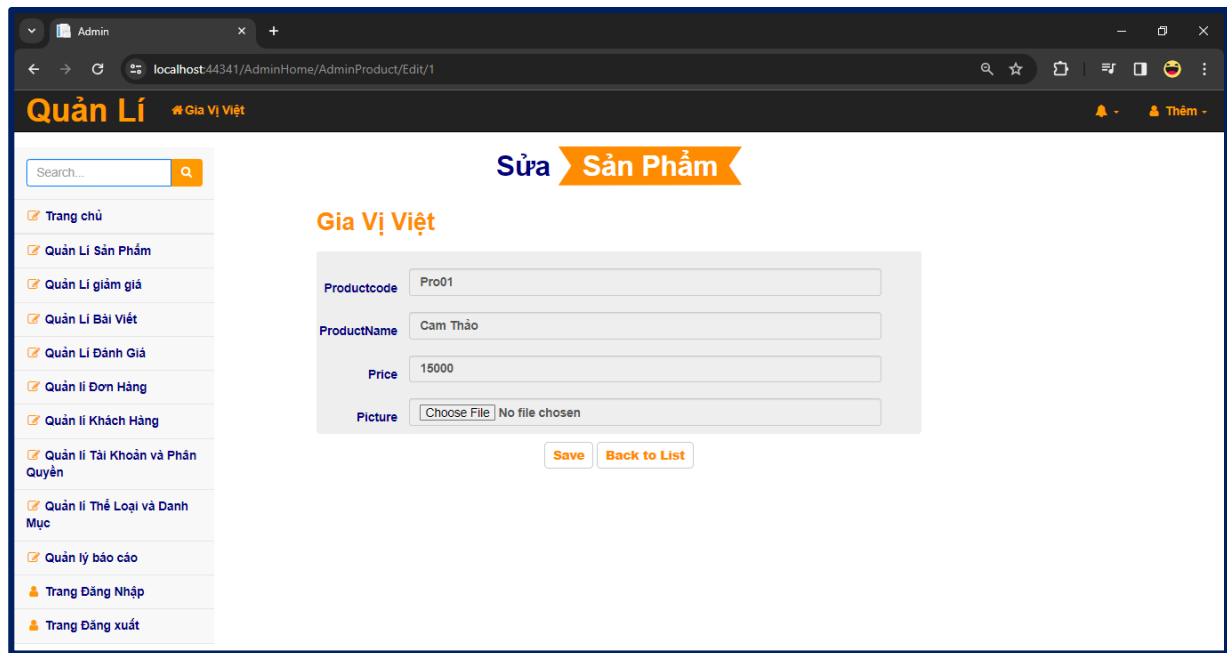 Admin
localhost:44341/AdminHome/AdminProduct/Edit/1
Quản Lí Gia Vị Việt Thêm
Search...
Trang chủ
Quản Lí Sản Phẩm
Quản Lí giảm giá
Quản Lí Bài Viết
Quản Lí Đánh Giá
Quản lí Đơn Hàng
Quản lí Khách Hàng
Quản lí Tài Khoản và Phân
Quyền
Quản lí Thể Loại và Danh
Mục
Quản lý báo cáo
Trang Đăng Nhập
Trang Đăng xuất
Sửa Sản Phẩm
Gia Vị Việt
Productcode Pro01
ProductName Cam Thảo
Price 15000
Picture Choose File No file chosen
Save Back to List